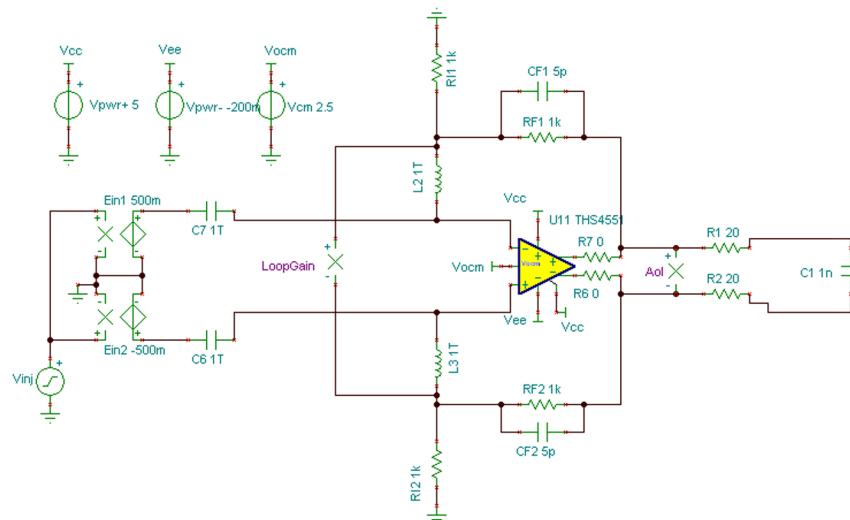 Vcc
Vee
Vocm
Vpwr+ 5
Vpwr- -200m
Vcm 2.5
RI1 1k
CF1 5p
RF1 1k
L2 1T
Ein1 500m
C7 1T
Vcc
U11 THS4551
R7 0
R1 20
LoopGain
Vocm
Vocm
Aol
C1 1n
R6 0
R2 20
Vee
Vcc
Ein2 -500m
C6 1T
L3 1T
Vinj
RF2 1k
CF2 5p
RI2 1k